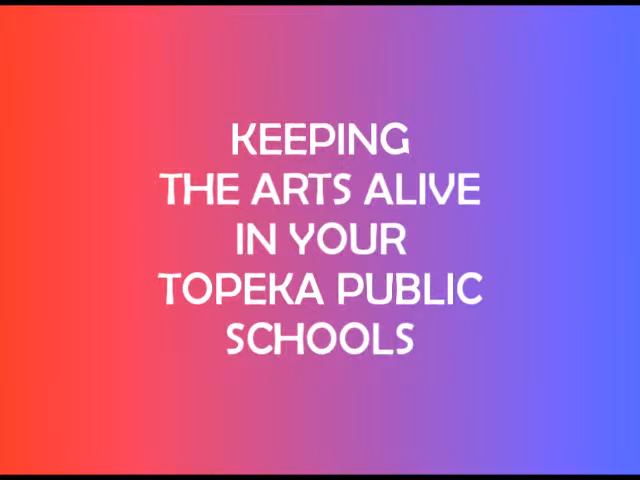 KEEPING
THE ARTS ALIVE
IN YOUR
TOPEKA PUBLIC
SCHOOLS